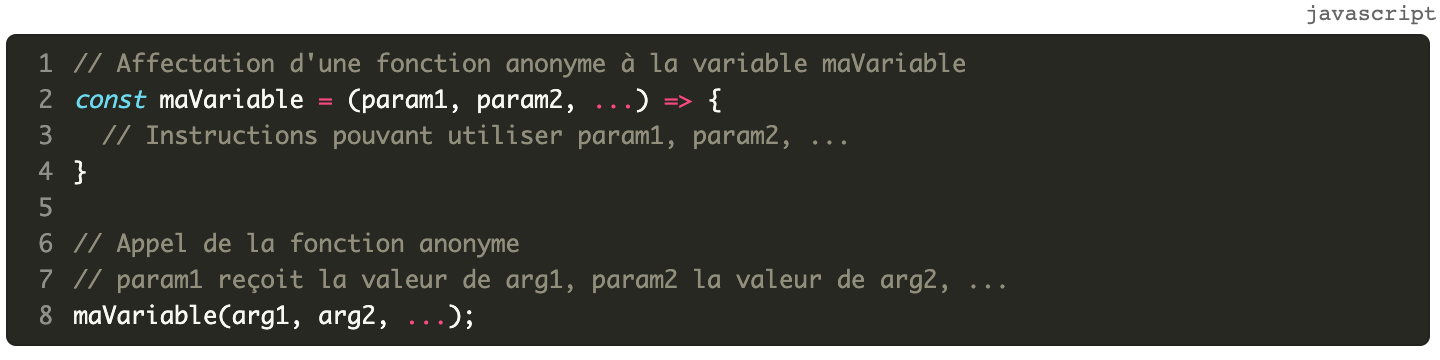 javascript
1 // Affectation d'une fonction anonyme à la variable maVariable
2 const maVariable = (param1, param2, ...) => {
3   // Instructions pouvant utiliser param1, param2, ...
4 }
5
6 // Appel de la fonction anonyme
7 // param1 reçoit la valeur de arg1, param2 la valeur de arg2, ...
8 maVariable(arg1, arg2, ...);